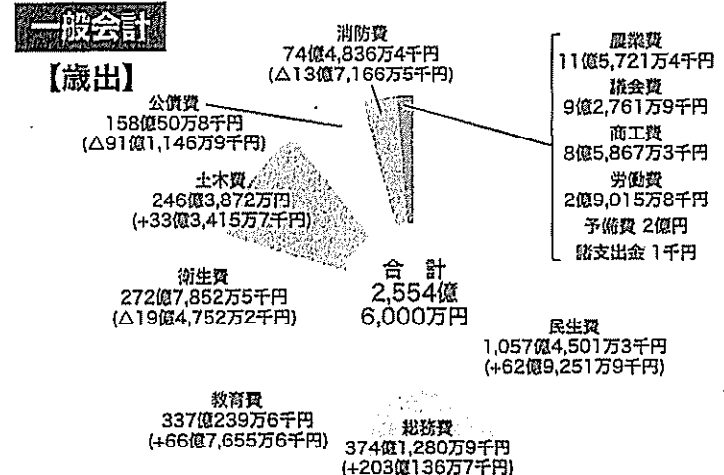 一般会計
【歳出】
消防費
74億4,836万4千円
(△13億7,166万5千円)
農業費
11億5,721万4千円
議会費
9億2,761万9千円
商工費
8億5,867万3千円
労働費
2億9,015万8千円
予備費 2億円
諸支出金 1千円
公債費
158億50万8千円
(△91億1,146万9千円)
土木費
246億3,872万円
(+33億3,415万7千円)
衛生費
272億7,852万5千円
(△19億4,752万2千円)
合 計
2,554億
6,000万円
民生費
1,057億4,501万3千円
(+62億9,251万9千円)
教育費
337億239万6千円
(+66億7,655万6千円)
総務費
374億1,280万9千円
(+203億136万7千円)